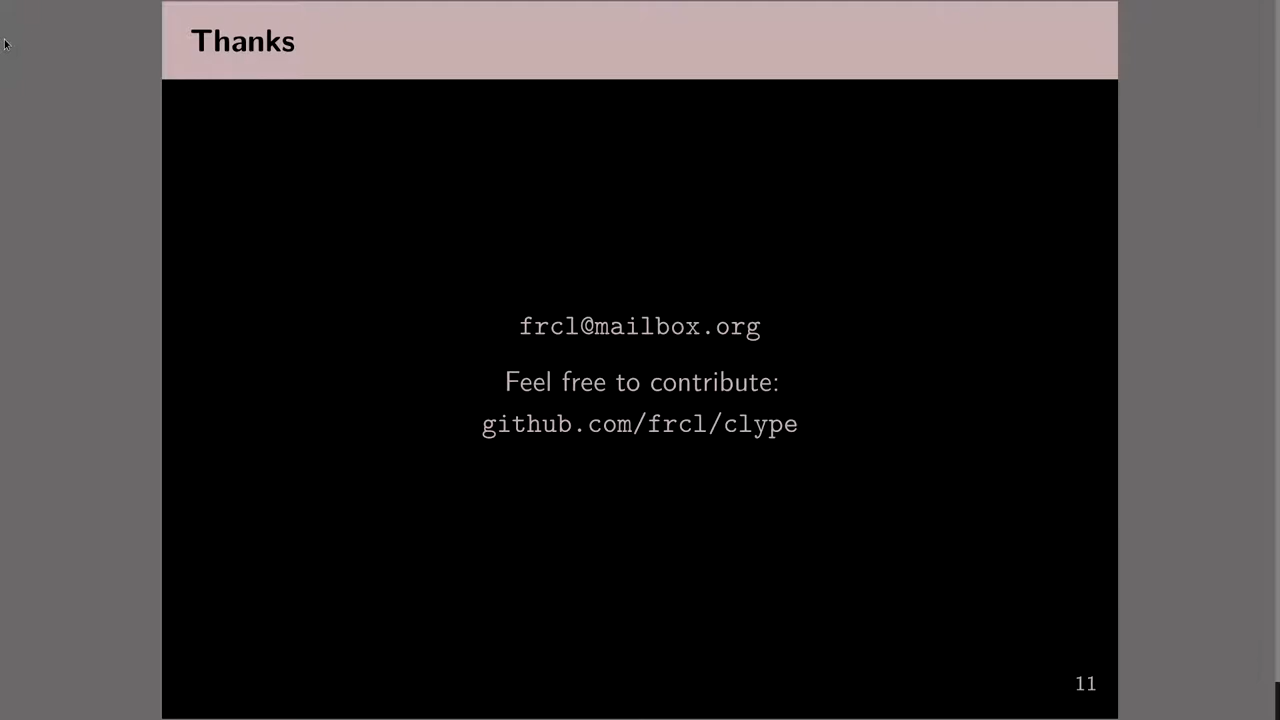 Thanks
frcl@mailbox.org
Feel free to contribute:
github.com/frcl/clype
11